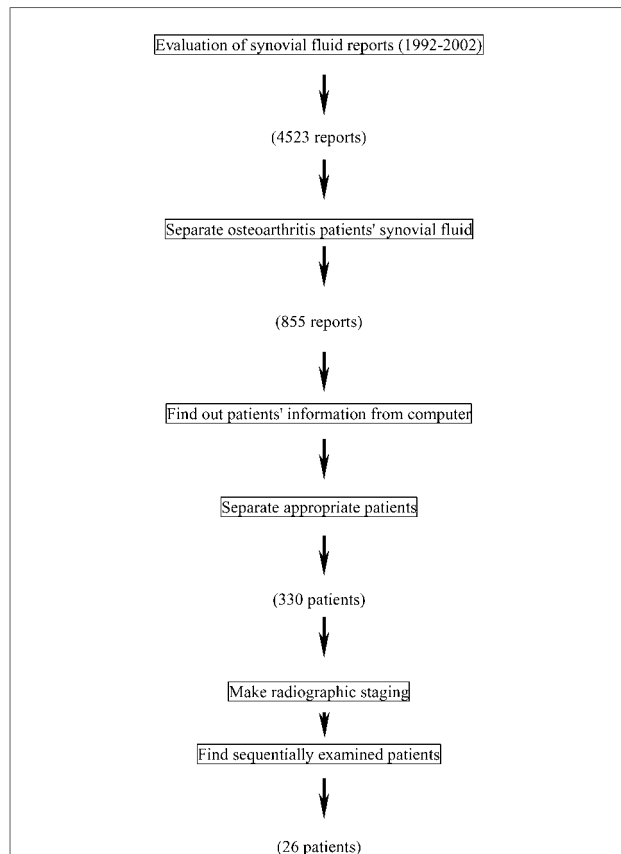 Evaluation of synovial fluid reports (1992-2002)
(4523 reports)
Separate osteoarthritis patients' synovial fluid
(855 reports)
Find out patients' information from computer
Separate appropriate patients
(330 patients)
Make radiographic staging
Find sequentially examined patients
(26 patients)